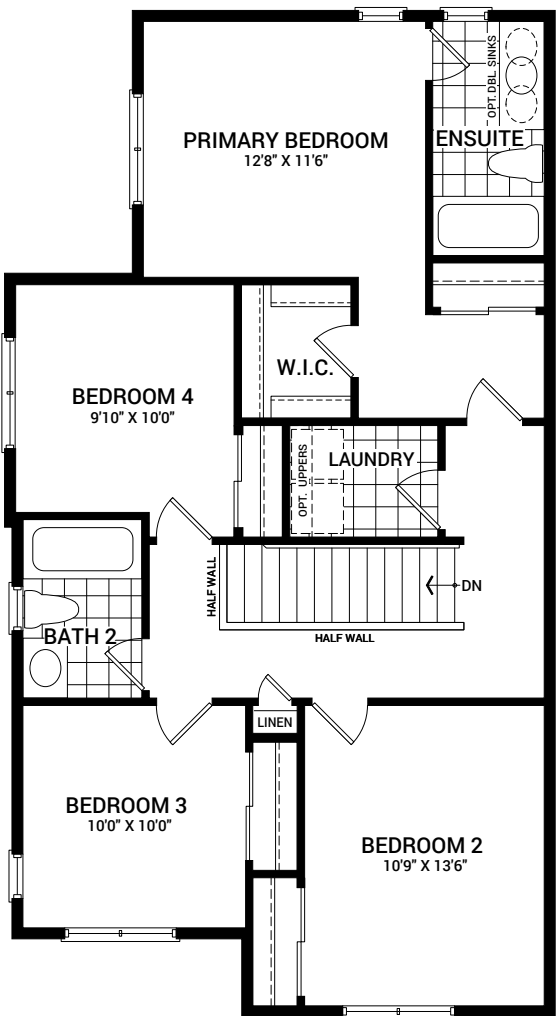 OPT. DBL SINKS
PRIMARY BEDROOM
12'8" X 11'6"
ENSUITE
W.I.C.
BEDROOM 4
9'10" X 10'0"
LAUNDRY
OPT. UPPERS
HALF WALL
DN
HALF WALL
BATH 2
LINEN
BEDROOM 3
10'0" X 10'0"
BEDROOM 2
10'9" X 13'6"